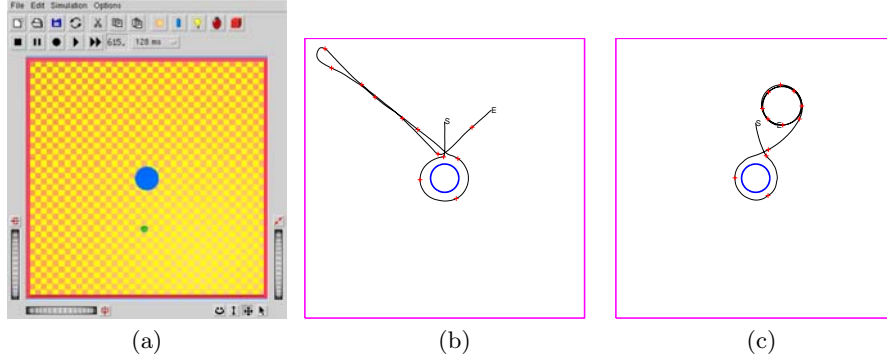 File Edit Simulation Options
615. 128 ms
S
E
S
E
(a)
(b)
(c)